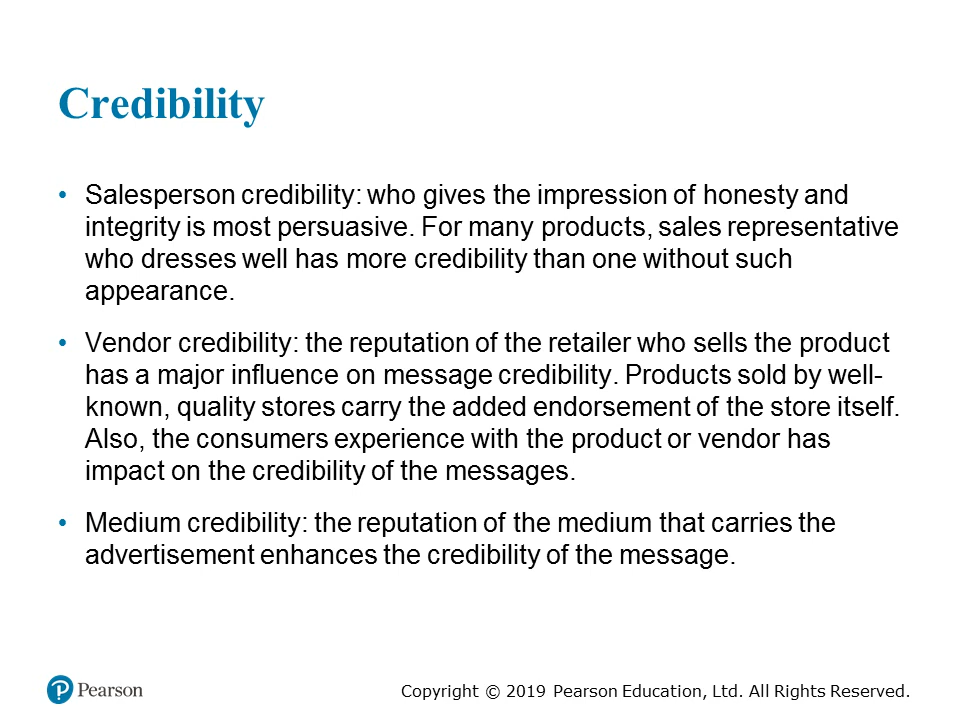 Credibility
• Salesperson credibility: who gives the impression of honesty and
integrity is most persuasive. For many products, sales representative
who dresses well has more credibility than one without such
appearance.
• Vendor credibility: the reputation of the retailer who sells the product
has a major influence on message credibility. Products sold by well-
known, quality stores carry the added endorsement of the store itself.
Also, the consumers experience with the product or vendor has
impact on the credibility of the messages.
• Medium credibility: the reputation of the medium that carries the
advertisement enhances the credibility of the message.
P Pearson
Copyright © 2019 Pearson Education, Ltd. All Rights Reserved.